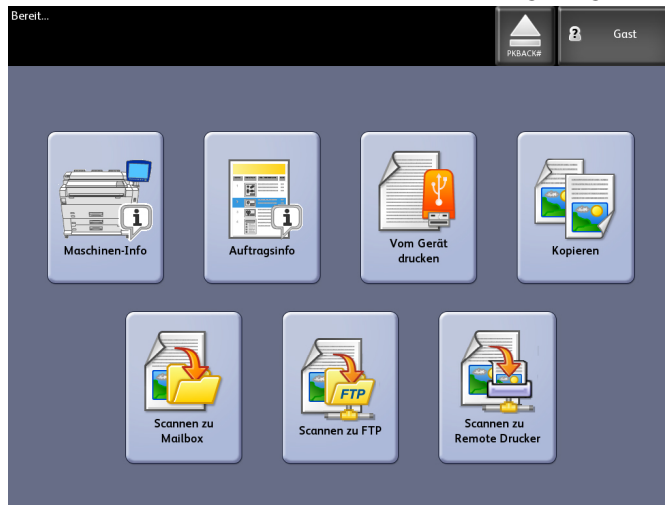 Bereit...
PKBACK#
Gast
Maschinen-Info
Auftragsinfo
Vom Gerät
drucken
Kopieren
FTP
Scannen zu
Mailbox
Scannen zu FTP
Scannen zu
Remote Drucker